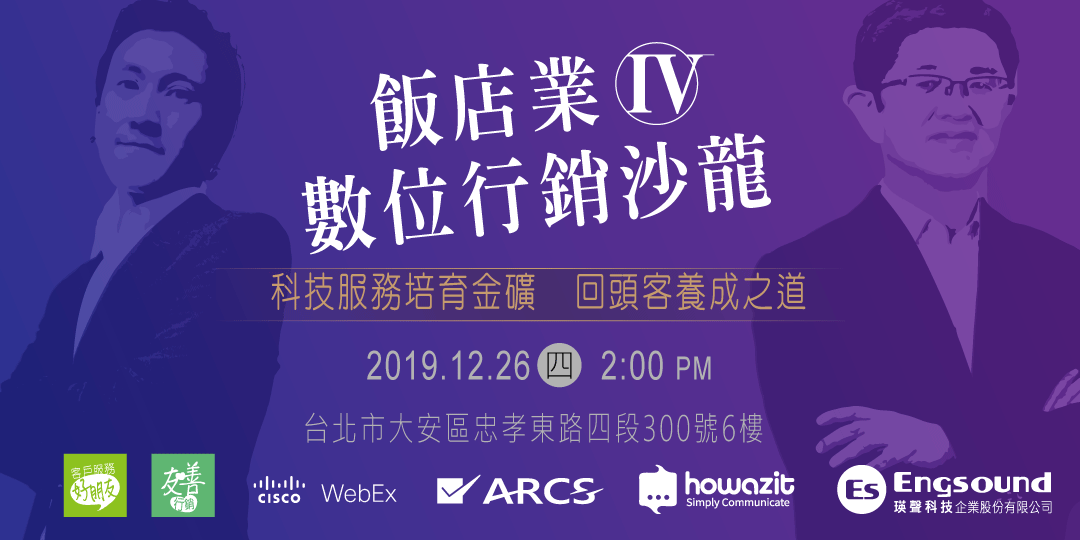 飯店業 IV
數位行銷沙龍
科技服務培育金礦 回頭客養成之道
2019.12.26 四 2:00 PM
台北市大安區忠孝東路四段300號6樓
客戶服務
好朋友
友善
行銷
CISCO WebEx
ARCS
howazit
Simply Communicate
Es Engsound
瑛聲科技企業股份有限公司